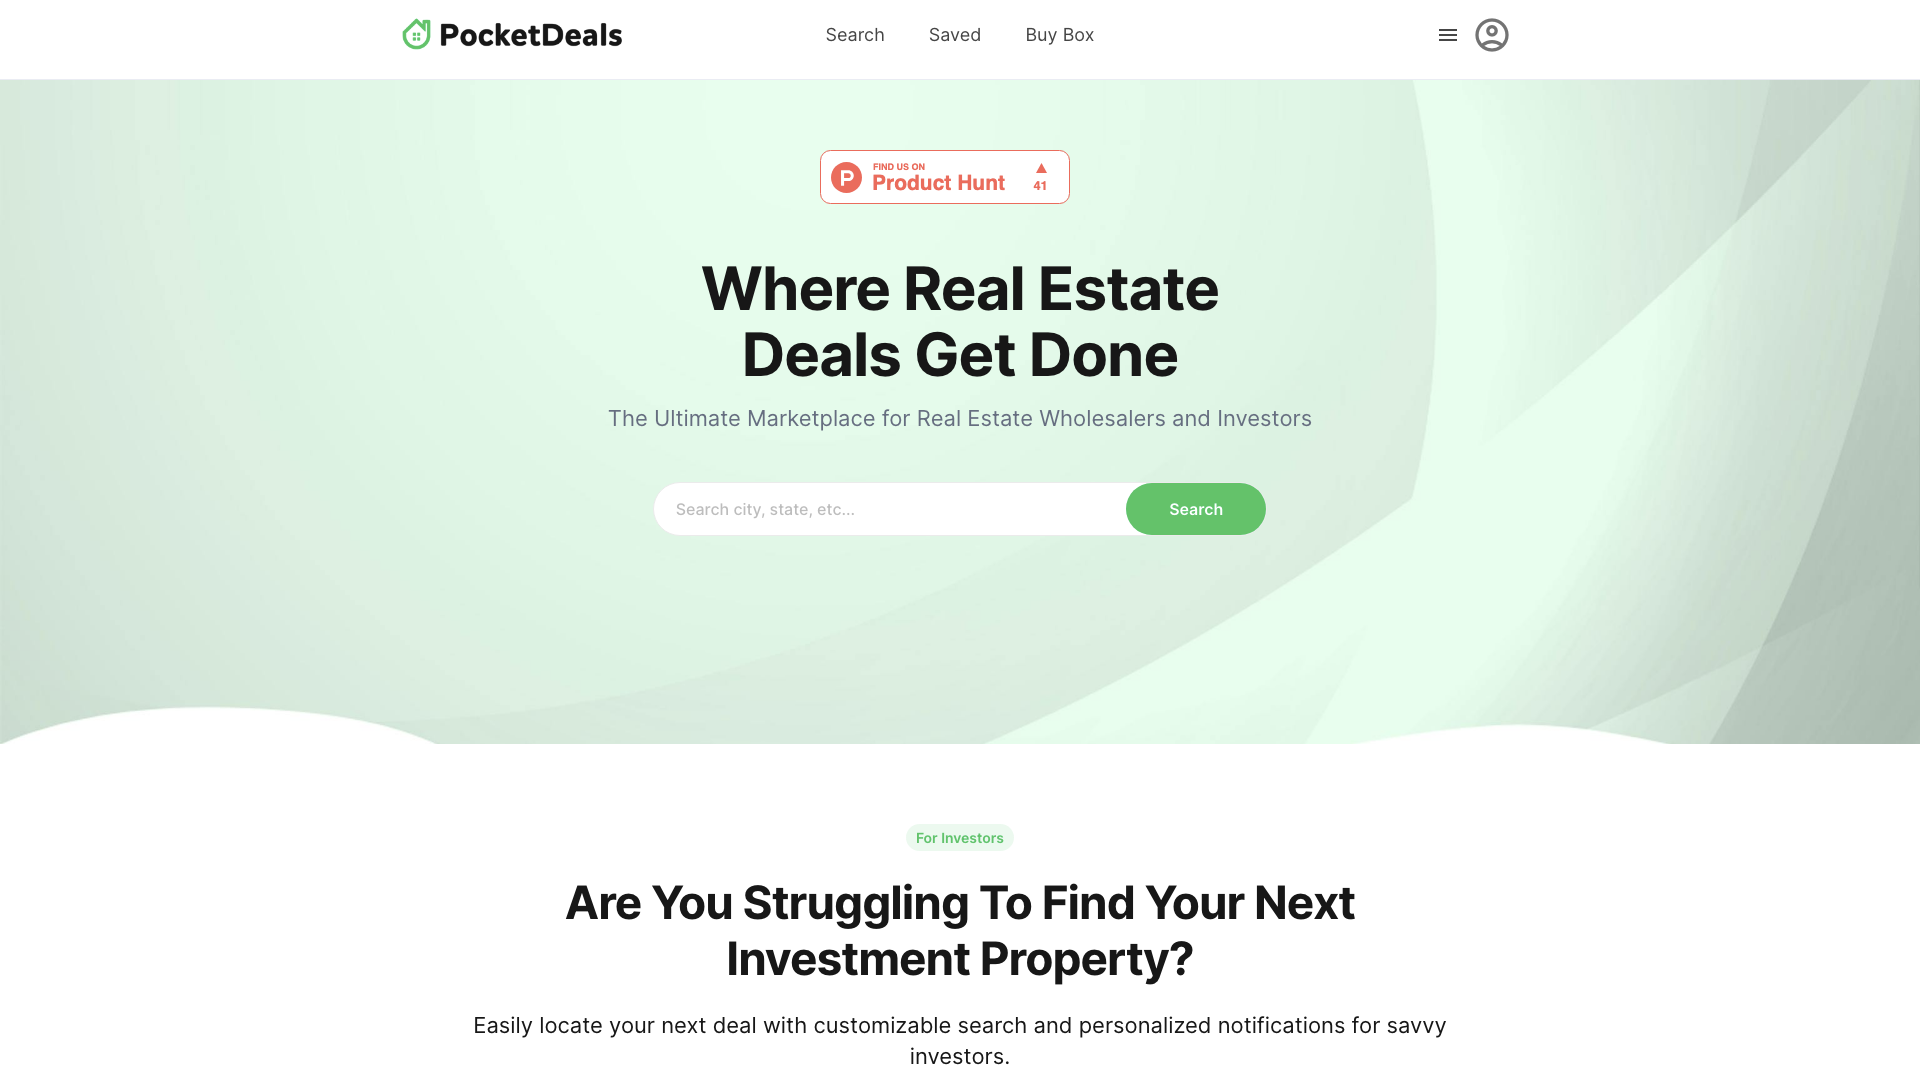 PocketDeals
Search
Saved
Buy Box
FIND US ON
Product Hunt
41
Where Real Estate
Deals Get Done
The Ultimate Marketplace for Real Estate Wholesalers and Investors
Search city, state, etc...
Search
For Investors
Are You Struggling To Find Your Next
Investment Property?
Easily locate your next deal with customizable search and personalized notifications for savvy
investors.